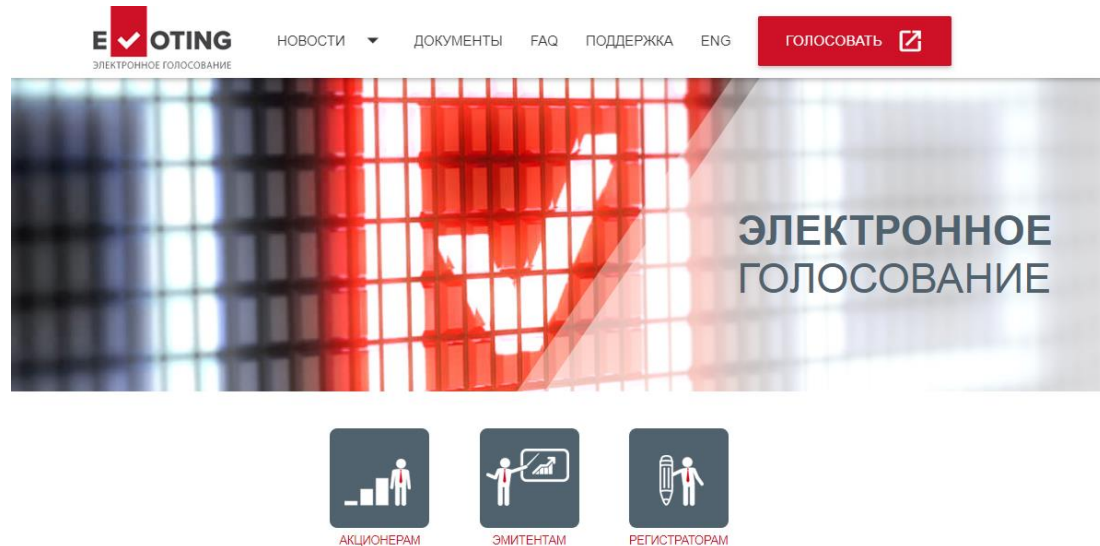 E OTING
ЭЛЕКТРОННОЕ ГОЛОСОВАНИЕ
НОВОСТИ ДОКУМЕНТЫ FAQ ПОДДЕРЖКА ENG ГОЛОСОВАТЬ
ЭЛЕКТРОННОЕ
ГОЛОСОВАНИЕ
АКЦИОНЕРАМ ЭМИТЕНТАМ РЕГИСТРАТОРАМ